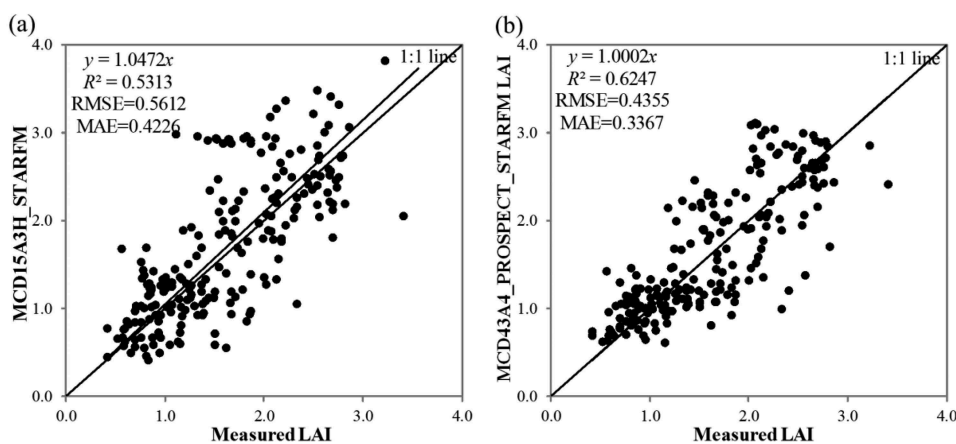 (a)
4.0
y = 1.0472x
R² = 0.5313
RMSE=0.5612
MAE=0.4226
1:1 line
3.0
2.0
1.0
0.0
MCD15A3H_STARFM
0.0 1.0 2.0 3.0 4.0
Measured LAI
(b)
4.0
y = 1.0002x
R² = 0.6247
RMSE=0.4355
MAE=0.3367
1:1 line
3.0
2.0
1.0
0.0
MCD43A4_PROSPECT_STARFM LAI
0.0 1.0 2.0 3.0 4.0
Measured LAI